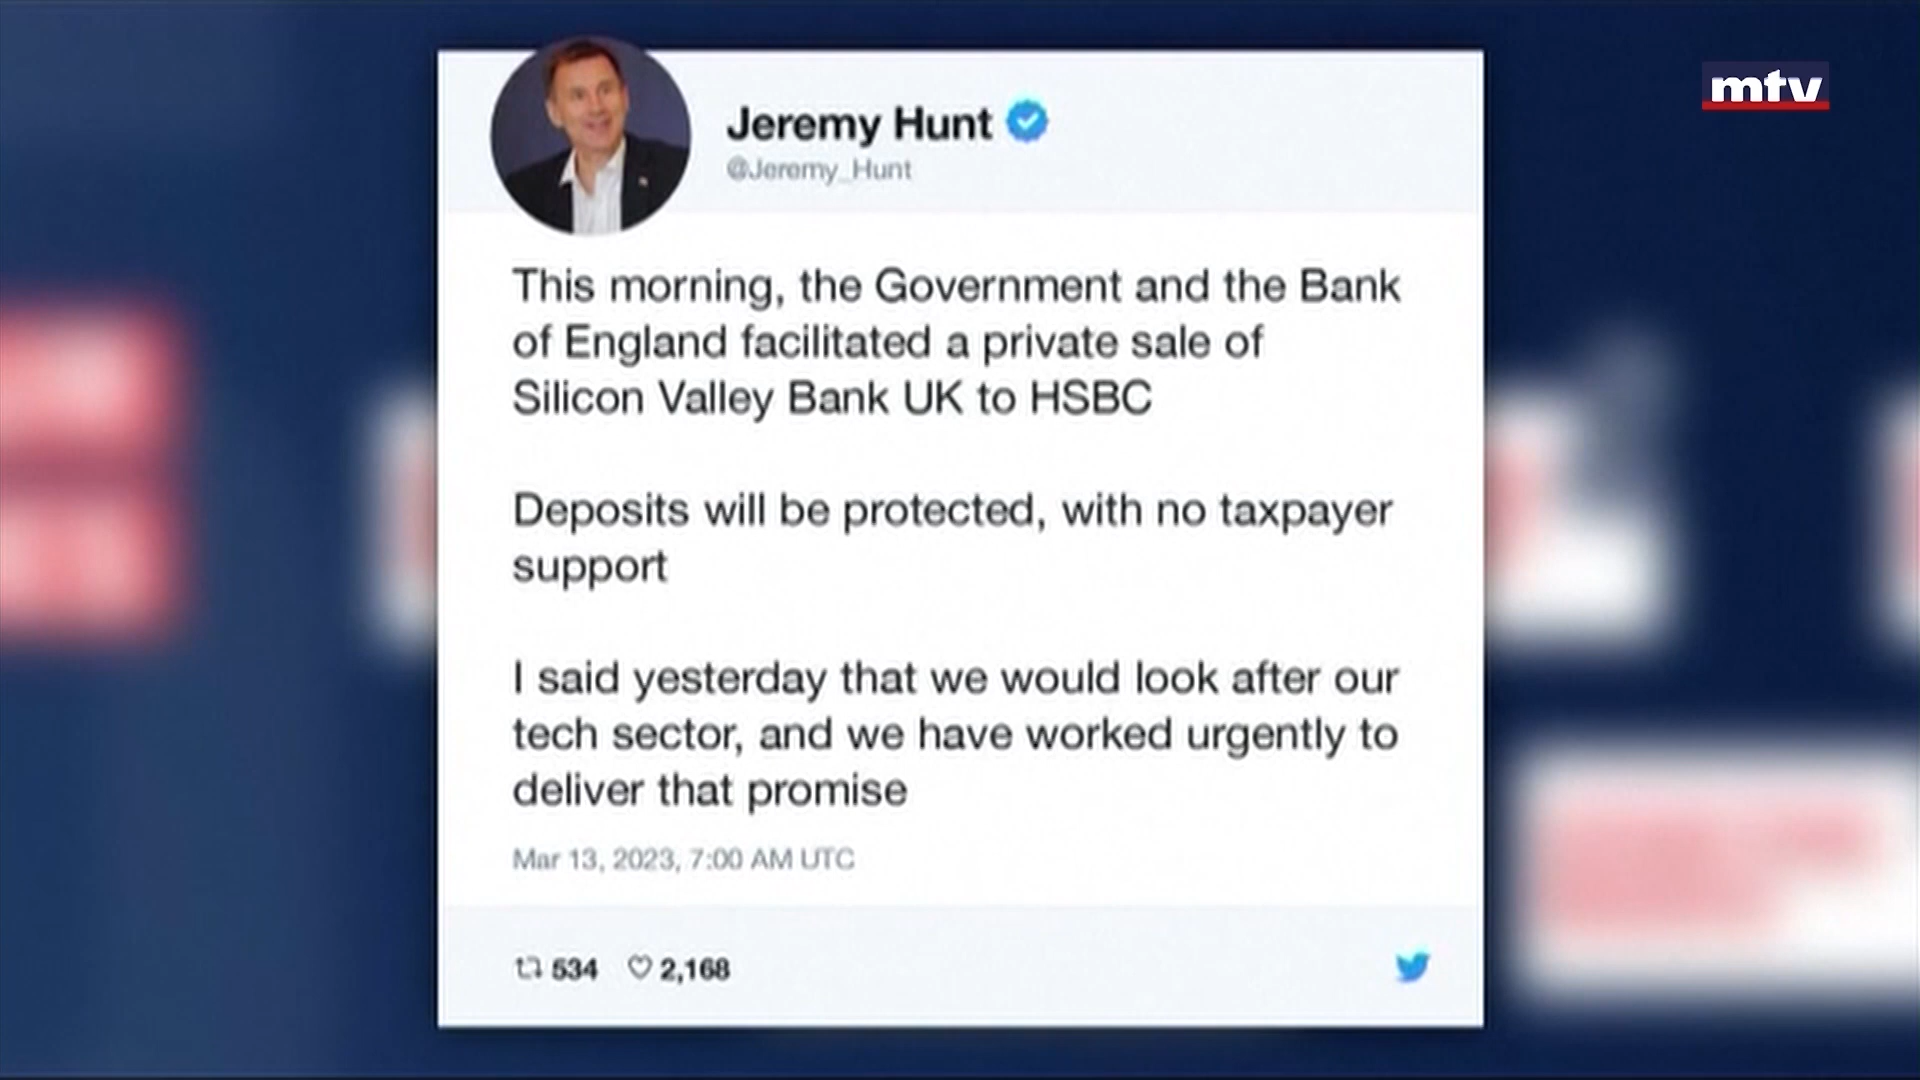 mtv
Jeremy Hunt
@Jeremy_Hunt
This morning, the Government and the Bank
of England facilitated a private sale of
Silicon Valley Bank UK to HSBC
Deposits will be protected, with no taxpayer
support
I said yesterday that we would look after our
tech sector, and we have worked urgently to
deliver that promise
Mar 13, 2023, 7:00 AM UTC
534 2,168